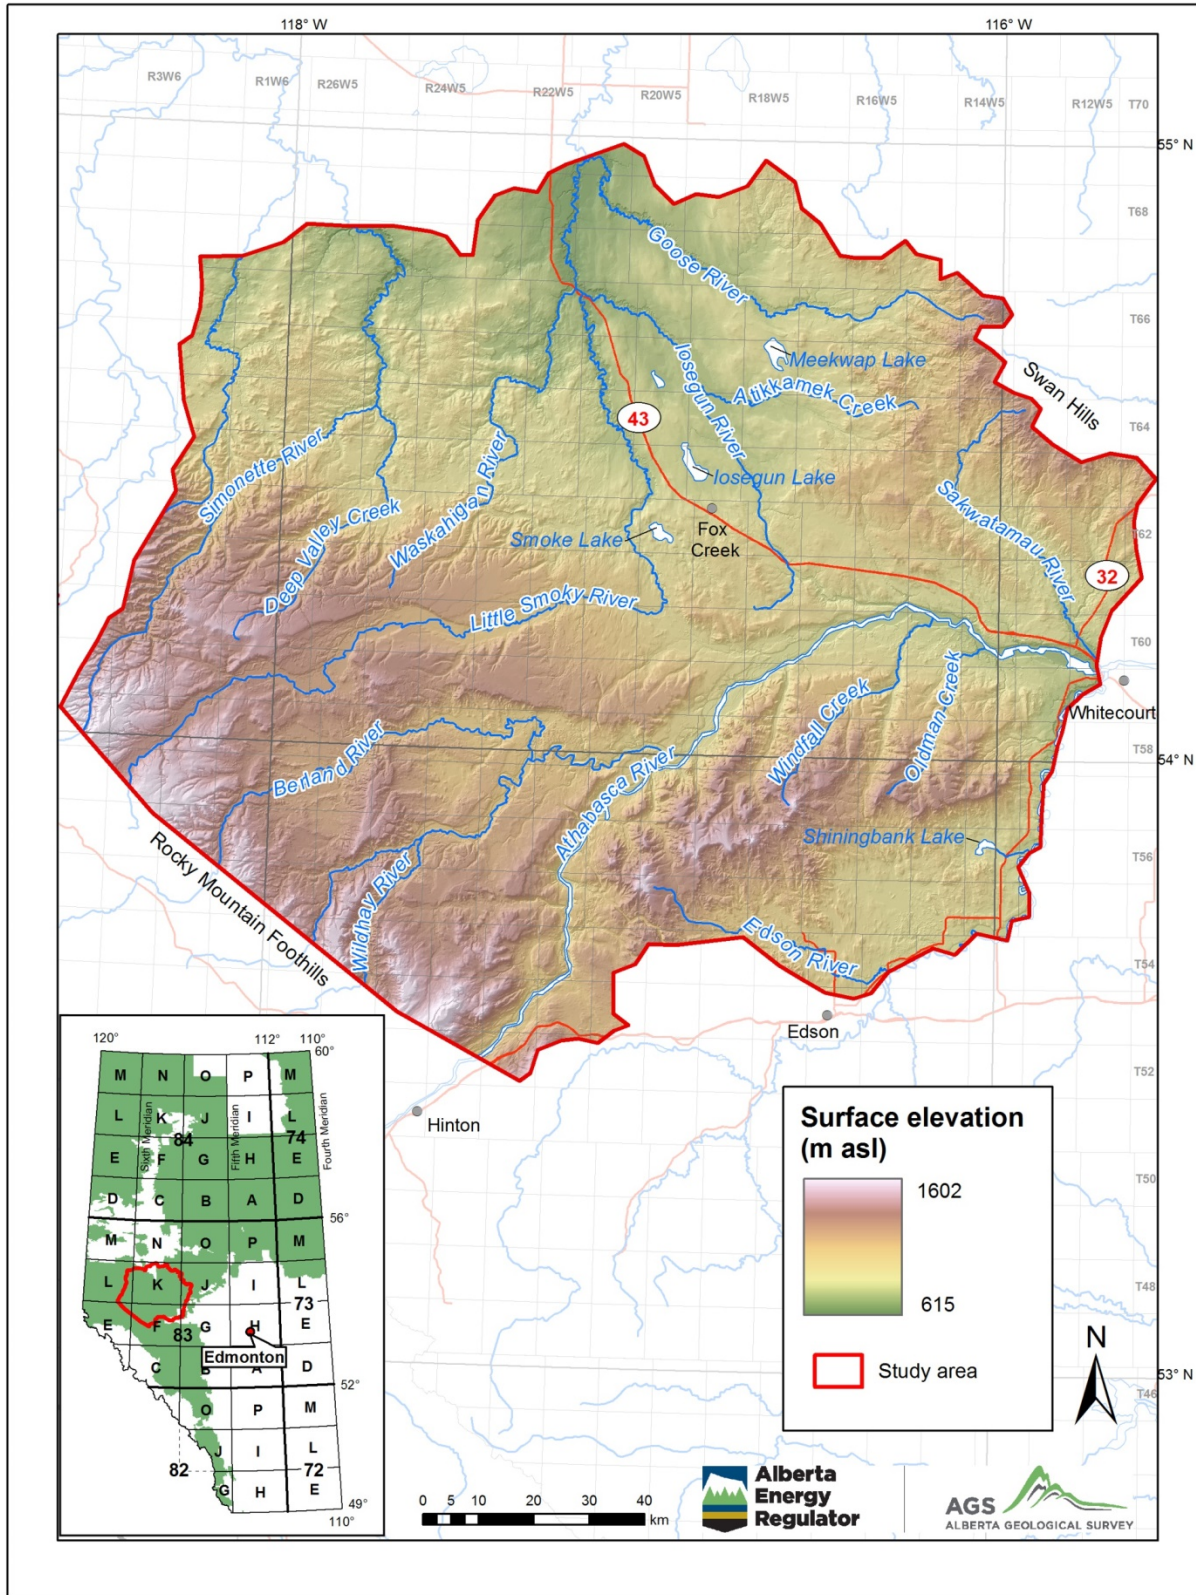 118° W
116° W
R3W6
R1W6
R26W5
R24W5
R22W5
R20W5
R18W5
R16W5
R14W5
R12W5
T70
55° N
T68
Goose River
T66
Meekwap Lake
Iosegun River
Atikkamek Creek
Swan Hills
43
T64
Simonette River
Waskahigan River
Iosegun Lake
Sakwatamau River
Deep Valley Creek
Smoke Lake
Fox
Creek
T62
32
Little Smoky River
T60
Windfall Creek
Oldman Creek
Whitecourt
Berland River
T58
54° N
Athabasca River
Shiningbank Lake
T56
Rocky Mountain Foothills
Wildhay River
Edson River
T54
Edson
T52
Hinton
120°
112°
110°
60°
M
N
O
P
M
L
K
J
I
L
84
74
Sixth Meridian
Fifth Meridian
Fourth Meridian
E
F
G
H
E
D
C
B
A
D
56°
M
N
O
P
M
L
K
J
I
L
73
E
F
83
G
H
E
Edmonton
C
B
A
D
52°
O
P
M
J
I
L
82
72
G
H
E
49°
110°
Surface elevation
(m asl)
1602
615
Study area
T50
T48
N
53° N
T46
0 5 10 20 30 40
km
Alberta
Energy
Regulator
AGS
ALBERTA GEOLOGICAL SURVEY